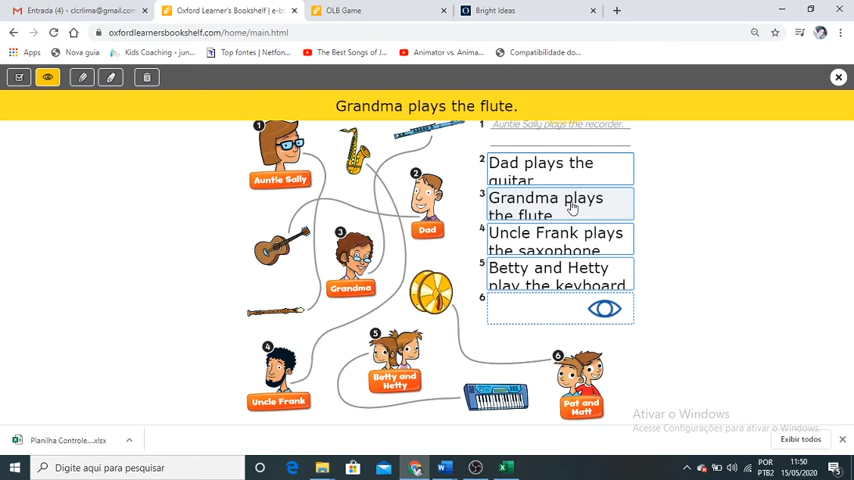 Entrada (4) - clcrlima@gmail.com
Oxford Learner's Bookshelf | e-bo
OLB Game
Bright Ideas
oxfordlearnersbookshelf.com/home/main.html
Apps
Nova guia
Kids Coaching - jun...
Top fontes | Netfon...
The Best Songs of J...
Animator vs. Anima...
Compatibilidade do...
Grandma plays the flute.
1
Auntie Sally
2
Dad
3
Grandma
4
Uncle Frank
5
Betty and
Hetty
6
Pat and
Matt
1 Auntie Sally plays the recorder.
2 Dad plays the
guitar
3 Grandma plays
the flute
4 Uncle Frank plays
the saxophone
5 Betty and Hetty
play the keyboard
6
Ativar o Windows
Acesse Configurações para ativar o Windows.
Planilha Controle....xlsx
Exibir todos
Digite aqui para pesquisar
POR
PTB2
11:50
15/05/2020
5